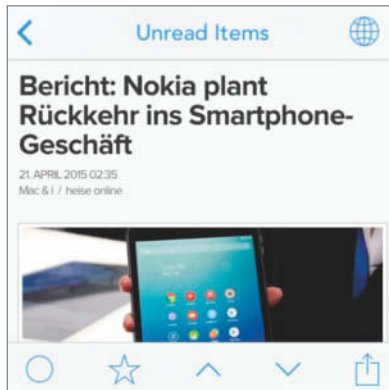 Unread Items
Bericht: Nokia plant
Rückkehr ins Smartphone-
Geschäft
21. APRIL 2015 02:35
Mac & i / heise online